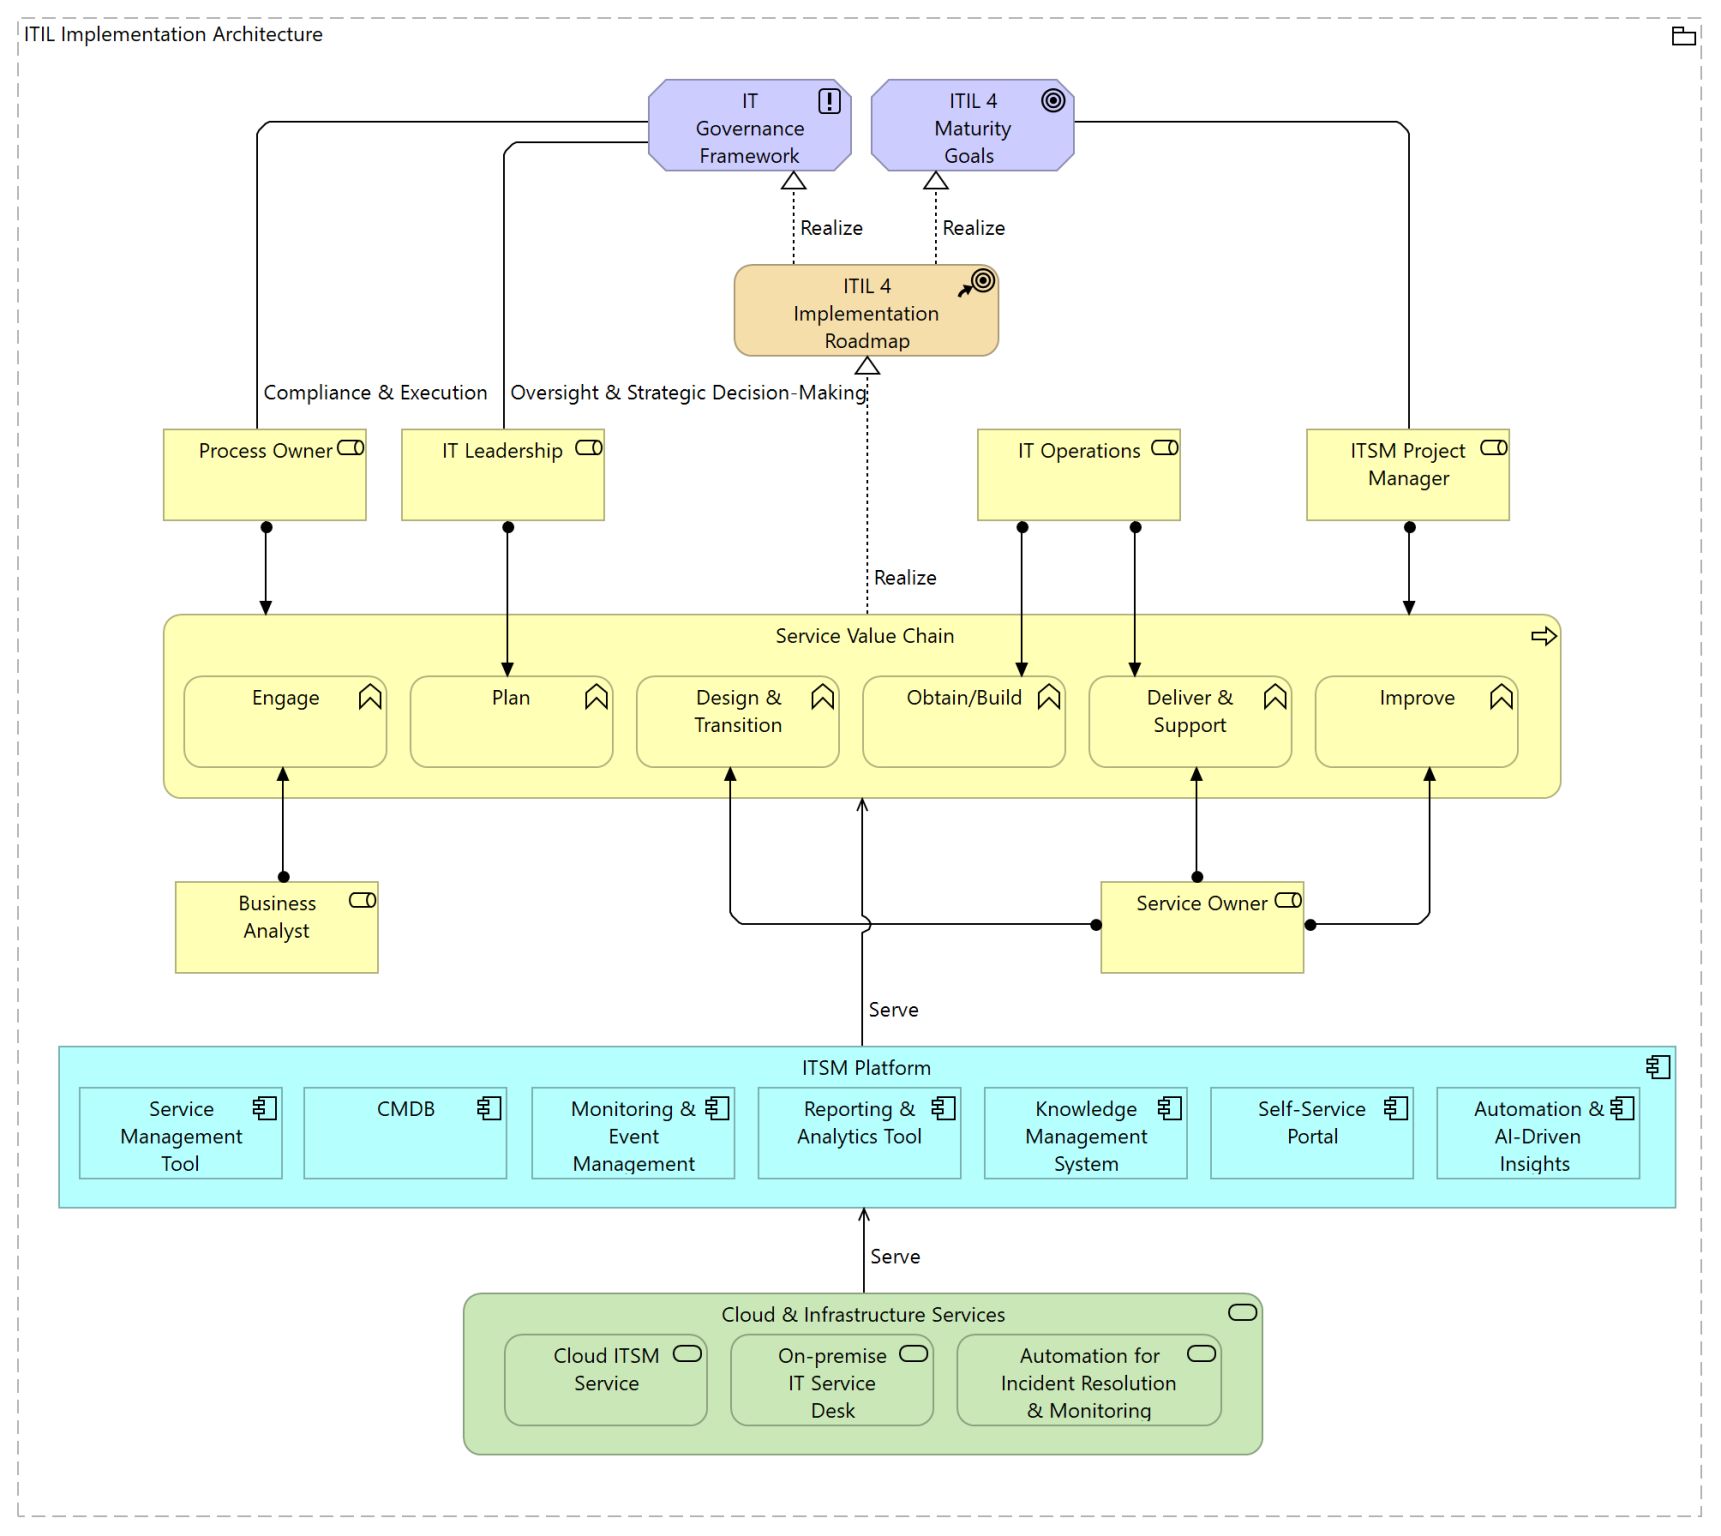 ITIL Implementation Architecture
IT
Governance
Framework
ITIL 4
Maturity
Goals
Realize
Realize
ITIL 4
Implementation
Roadmap
Compliance & Execution
Oversight & Strategic Decision-Making
Process Owner
IT Leadership
IT Operations
ITSM Project
Manager
Realize
Service Value Chain
Engage
Plan
Design &
Transition
Obtain/Build
Deliver &
Support
Improve
Business
Analyst
Service Owner
Serve
ITSM Platform
Service
Management
Tool
CMDB
Monitoring &
Event
Management
Reporting &
Analytics Tool
Knowledge
Management
System
Self-Service
Portal
Automation &
AI-Driven
Insights
Serve
Cloud & Infrastructure Services
Cloud ITSM
Service
On-premise
IT Service
Desk
Automation for
Incident Resolution
& Monitoring